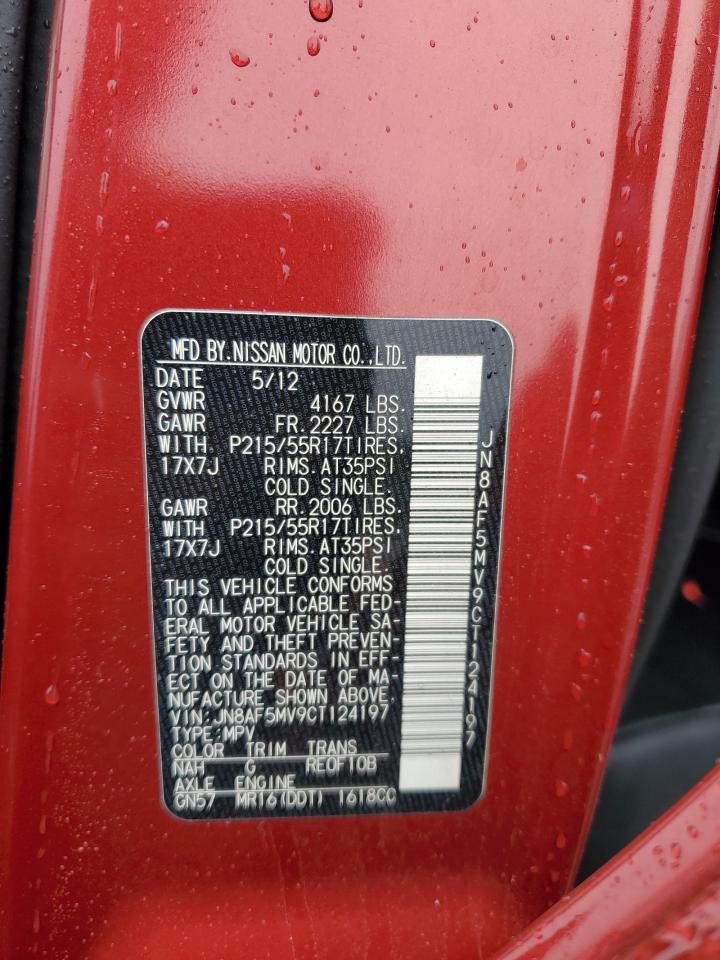 MFD BY.NISSAN MOTOR CO.,LTD.
DATE 5/12
GVWR 4167 LBS.
GAWR FR. 2227 LBS.
WITH. P215/55R17TIRES,
17X7J RIMS. AT35PSI
COLD SINGLE.
GAWR RR. 2006 LBS.
WITH P215/55R17TIRES,
17X7J RIMS. AT35PSI
COLD SINGLE.
THIS VEHICLE CONFORMS
TO ALL APPLICABLE FED-
ERAL MOTOR VEHICLE SA-
FETY AND THEFT PREVEN-
TION STANDARDS IN EFF-
ECT ON THE DATE OF MA-
NUFACTURE SHOWN ABOVE.
VIN: JN8AF5MV9CT124197
TYPE: MPV
COLOR TRIM TRANS
NAH G RE0F10B
AXLE ENGINE
GN57 MR16(DDT) 1618CC
JN8AF5MV9CT124197